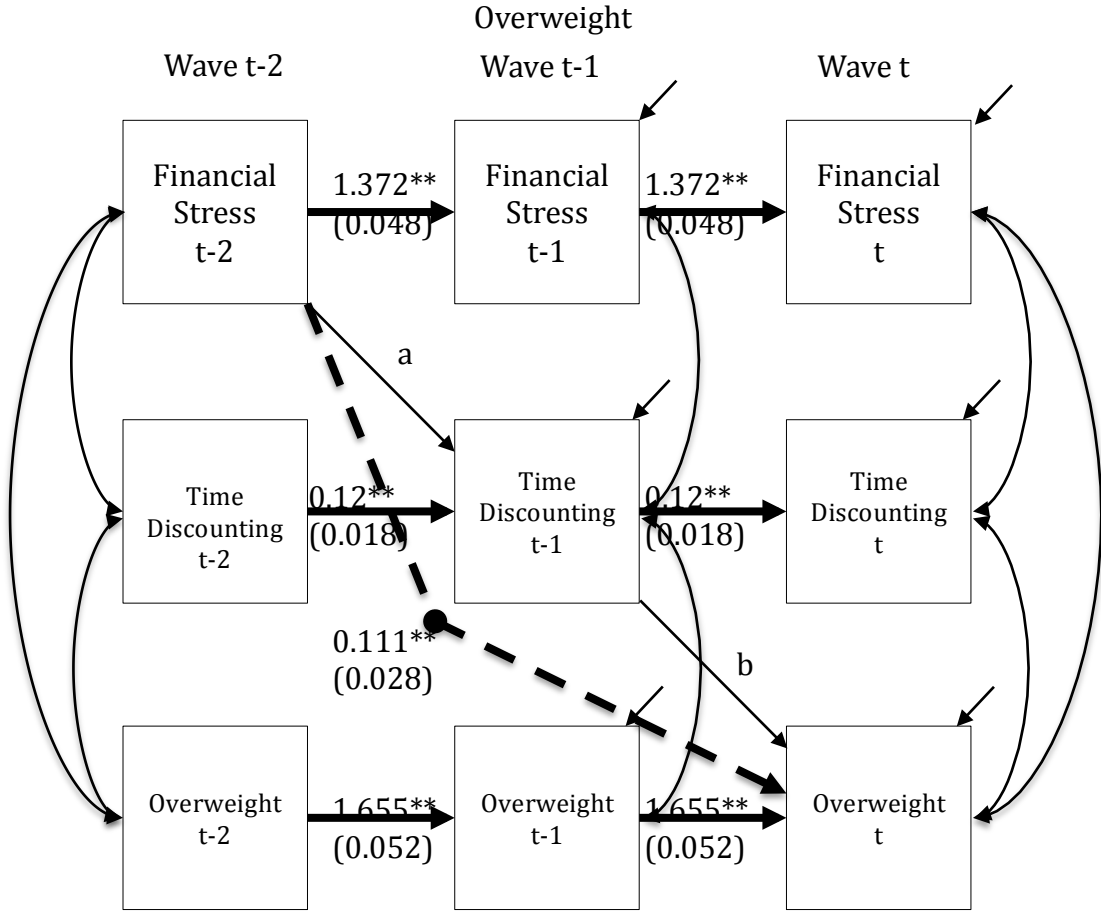 Overweight
Wave t-2
Wave t-1
Wave t
Financial
Stress
t-2
1.372**
(0.048)
Financial
Stress
t-1
1.372**
(0.048)
Financial
Stress
t
a
Time
Discounting
t-2
0.12**
(0.018)
Time
Discounting
t-1
0.12**
(0.018)
Time
Discounting
t
0.111**
(0.028)
b
Overweight
t-2
1.655**
(0.052)
Overweight
t-1
1.655**
(0.052)
Overweight
t